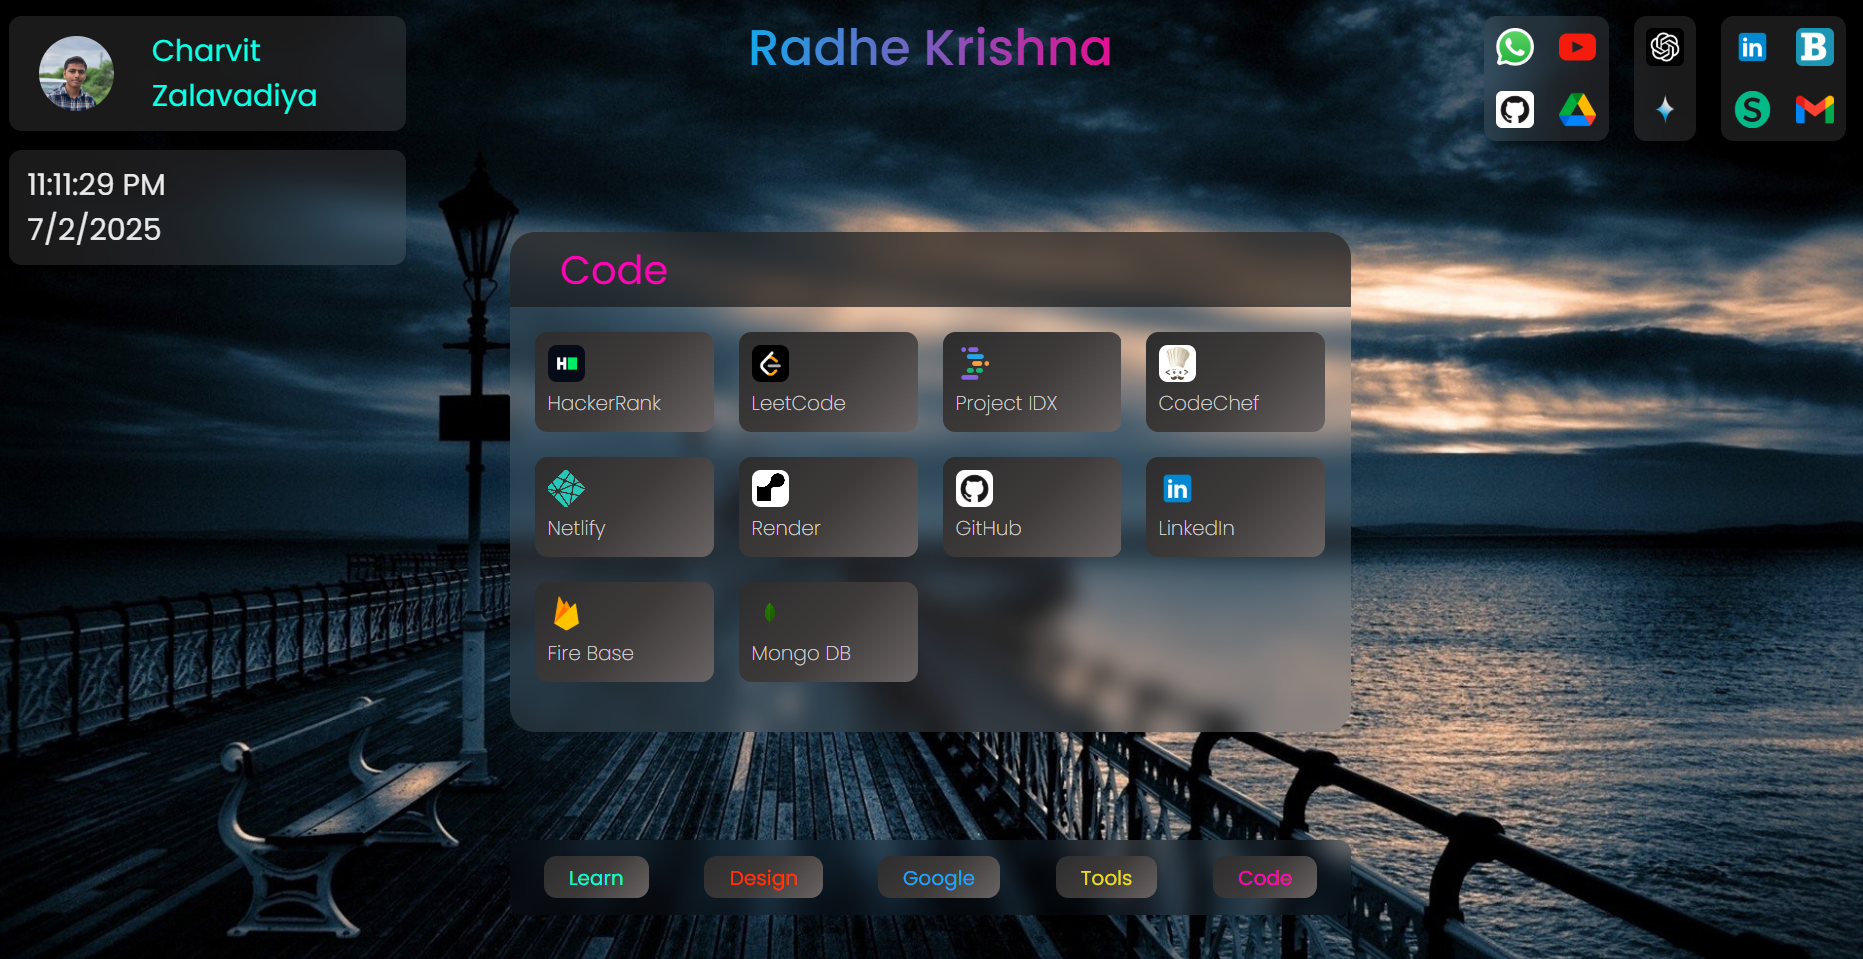 Charvit
Zalavadiya
Radhe Krishna
in
B
S
11:11:29 PM
7/2/2025
Code
H
HackerRank
LeetCode
Project IDX
CodeChef
Netlify
Render
GitHub
in
LinkedIn
Fire Base
Mongo DB
Learn
Design
Google
Tools
Code